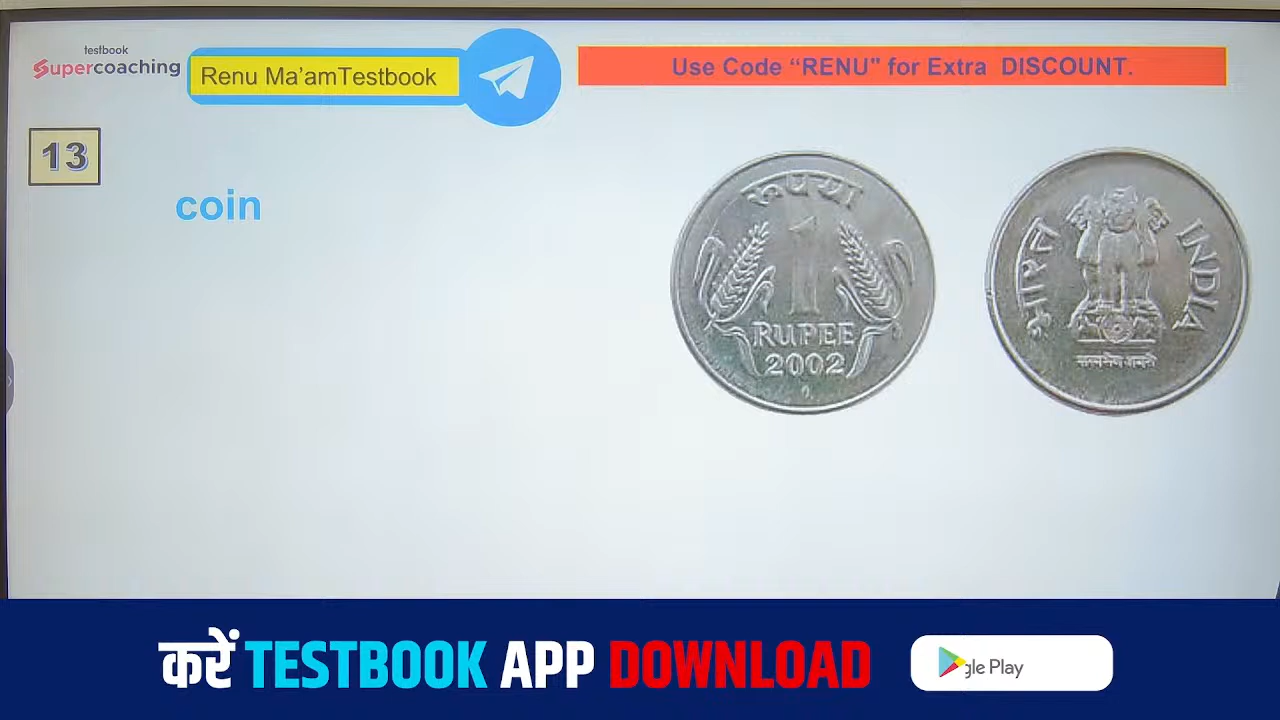 testbook
Supercoaching
Renu Ma'amTestbook
Use Code “RENU" for Extra DISCOUNT.
13
coin
रूपया
1
RUPEE
2002
भारत
INDIA
सत्यमेव जयते
करें TESTBOOK APP DOWNLOAD
gle Play